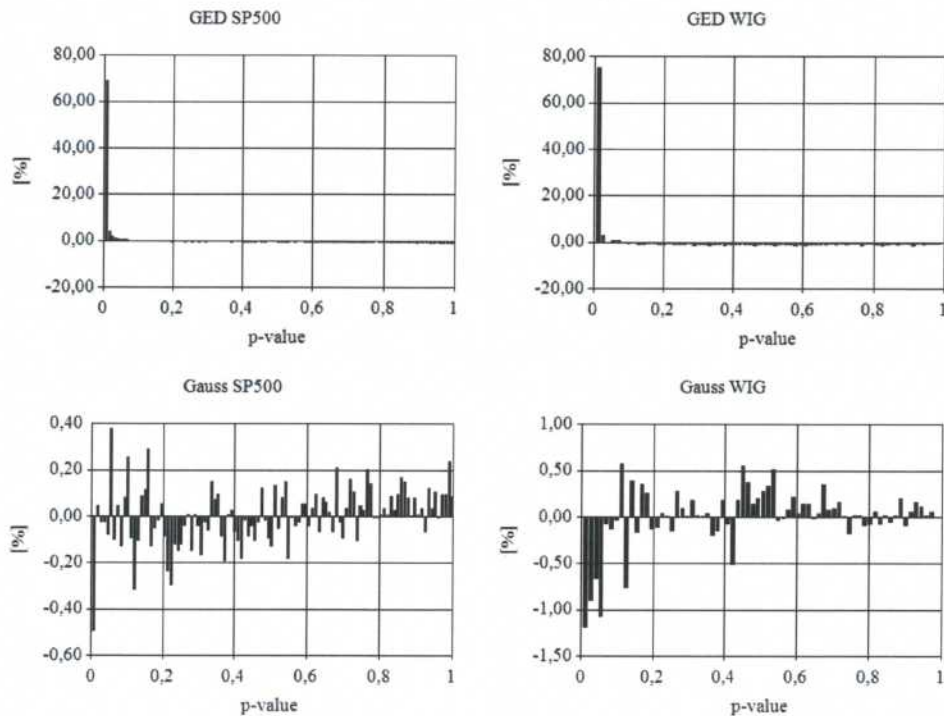 GED SP500
80,00
60,00
40,00
20,00
0,00
-20,00
[%]
0 0,2 0,4 0,6 0,8 1
p-value
GED WIG
80,00
60,00
40,00
20,00
0,00
-20,00
[%]
0 0,2 0,4 0,6 0,8 1
p-value
Gauss SP500
0,40
0,20
0,00
-0,20
-0,40
-0,60
[%]
0 0,2 0,4 0,6 0,8 1
p-value
Gauss WIG
1,00
0,50
0,00
-0,50
-1,00
-1,50
[%]
0 0,2 0,4 0,6 0,8 1
p-value